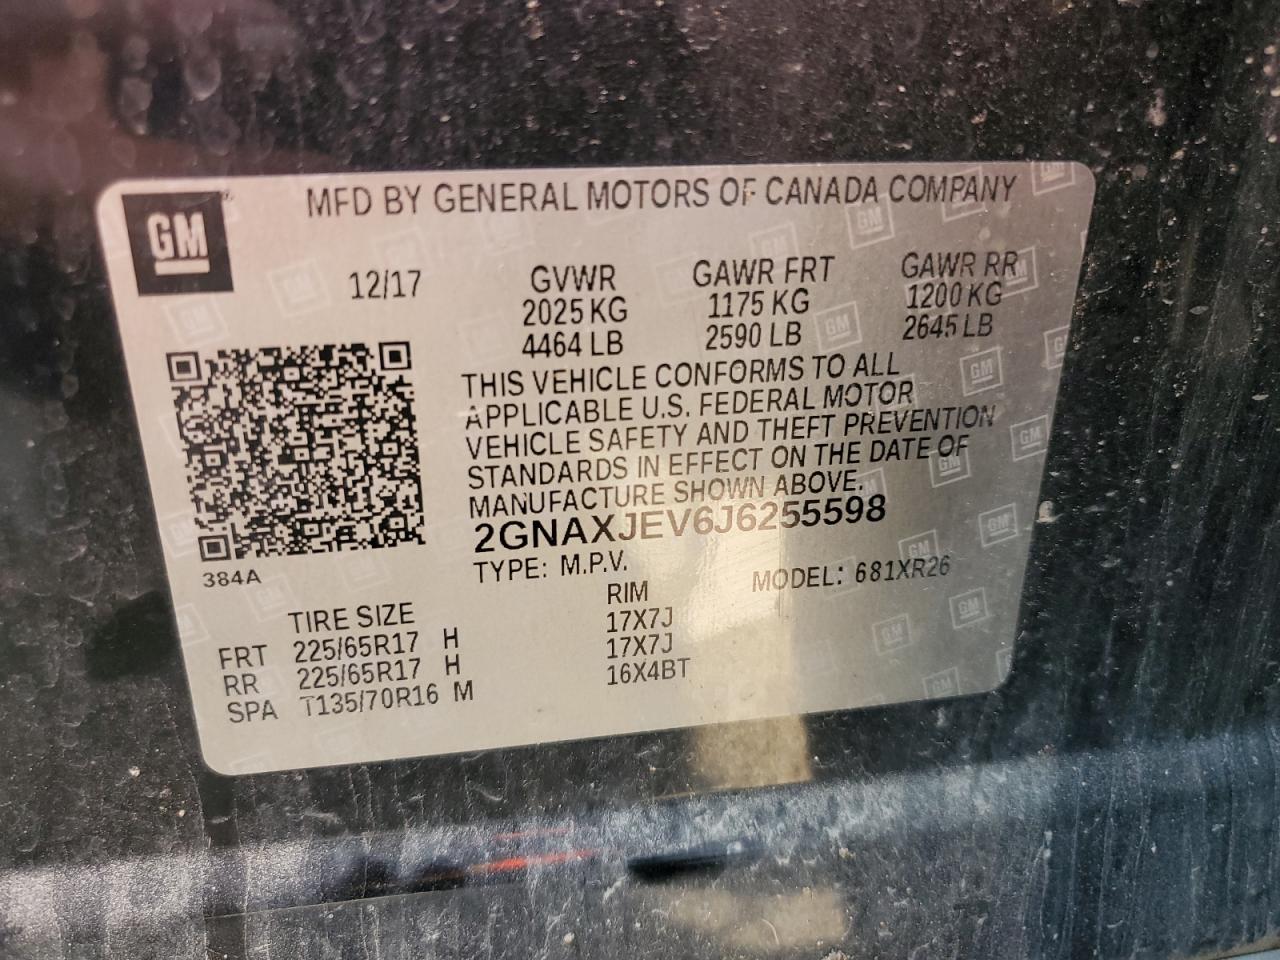 GM
MFD BY GENERAL MOTORS OF CANADA COMPANY
12/17 GVWR GAWR FRT GAWR RR
2025 KG 1175 KG 1200 KG
4464 LB 2590 LB 2645 LB
THIS VEHICLE CONFORMS TO ALL
APPLICABLE U.S. FEDERAL MOTOR
VEHICLE SAFETY AND THEFT PREVENTION
STANDARDS IN EFFECT ON THE DATE OF
MANUFACTURE SHOWN ABOVE.
2GNAXJEV6J6255598
384A
TYPE: M.P.V. MODEL: 681XR26
TIRE SIZE RIM
FRT 225/65R17 H 17X7J
RR 225/65R17 H 17X7J
SPA T135/70R16 M 16X4BT